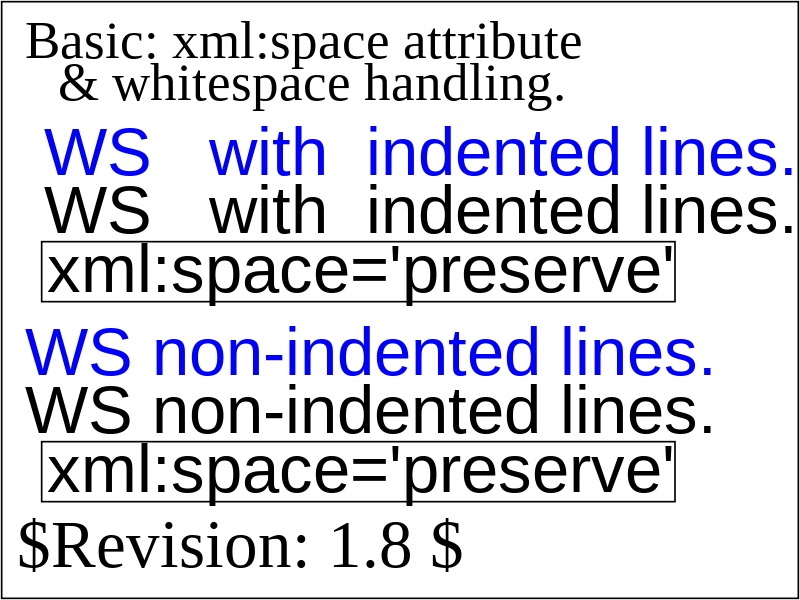 Basic: xml:space attribute
& whitespace handling.
WS   with  indented lines.
WS   with  indented lines.
xml:space='preserve'
WS non-indented lines.
WS non-indented lines.
xml:space='preserve'
$Revision: 1.8 $